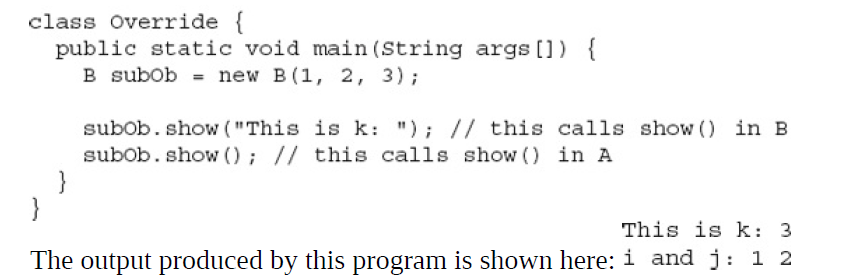 class Override {
public static void main(String args[]) {
B subOb = new B(1, 2, 3);
subOb.show("This is k: "); // this calls show() in B
subOb.show(); // this calls show() in A
}
}
This is k: 3
The output produced by this program is shown here: i and j: 1 2